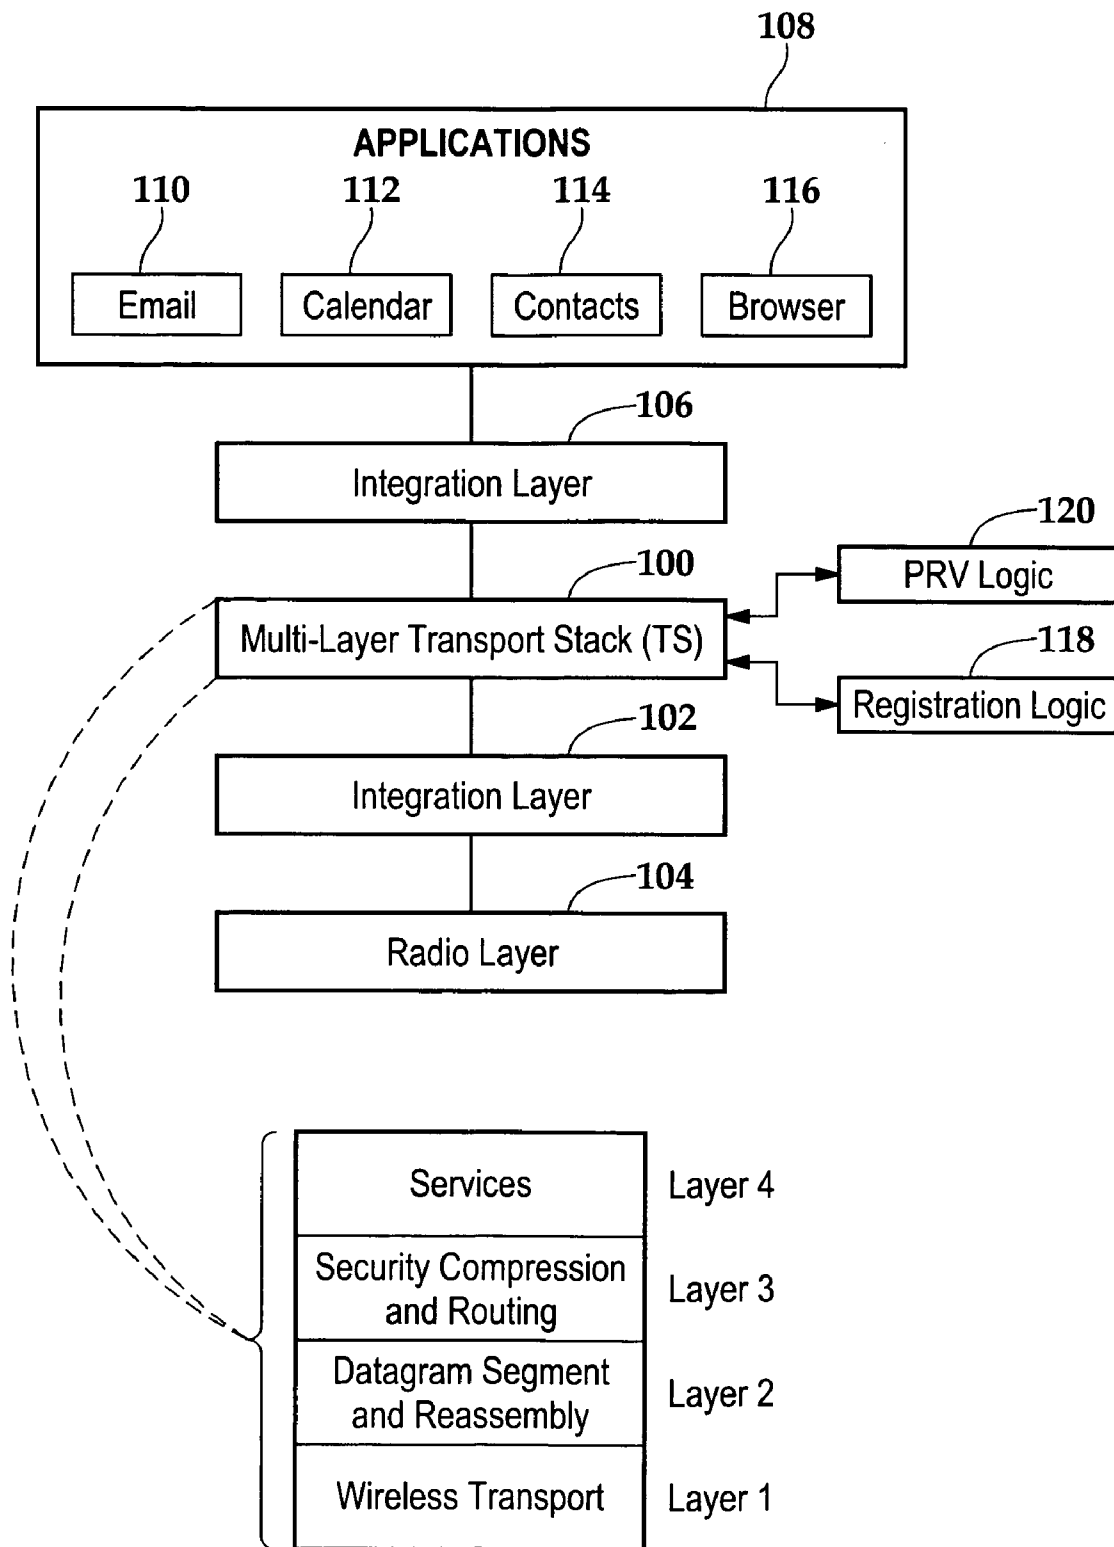 108
APPLICATIONS
110 112 114 116
Email Calendar Contacts Browser
106
Integration Layer
120
PRV Logic
100
Multi-Layer Transport Stack (TS)
118
Registration Logic
102
Integration Layer
104
Radio Layer
Services Layer 4
Security Compression
and Routing
Layer 3
Datagram Segment
and Reassembly
Layer 2
Wireless Transport Layer 1